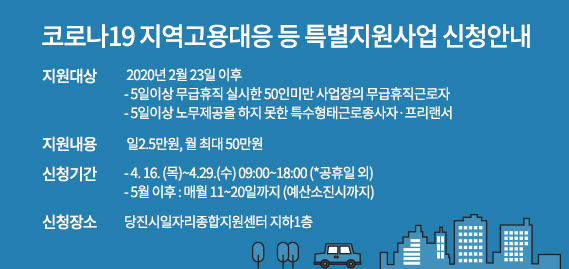 코로나19 지역고용대응 등 특별지원사업 신청안내
지원대상 2020년 2월 23일 이후
- 5일이상 무급휴직 실시한 50인미만 사업장의 무급휴직근로자
- 5일이상 노무제공을 하지 못한 특수형태근로종사자 · 프리랜서
지원내용 일2.5만원, 월 최대 50만원
신청기간 - 4. 16. (목)~4.29.(수) 09:00~18:00 (*공휴일 외)
- 5월 이후 : 매월 11~20일까지 (예산소진시까지)
신청장소 당진시일자리종합지원센터 지하1층